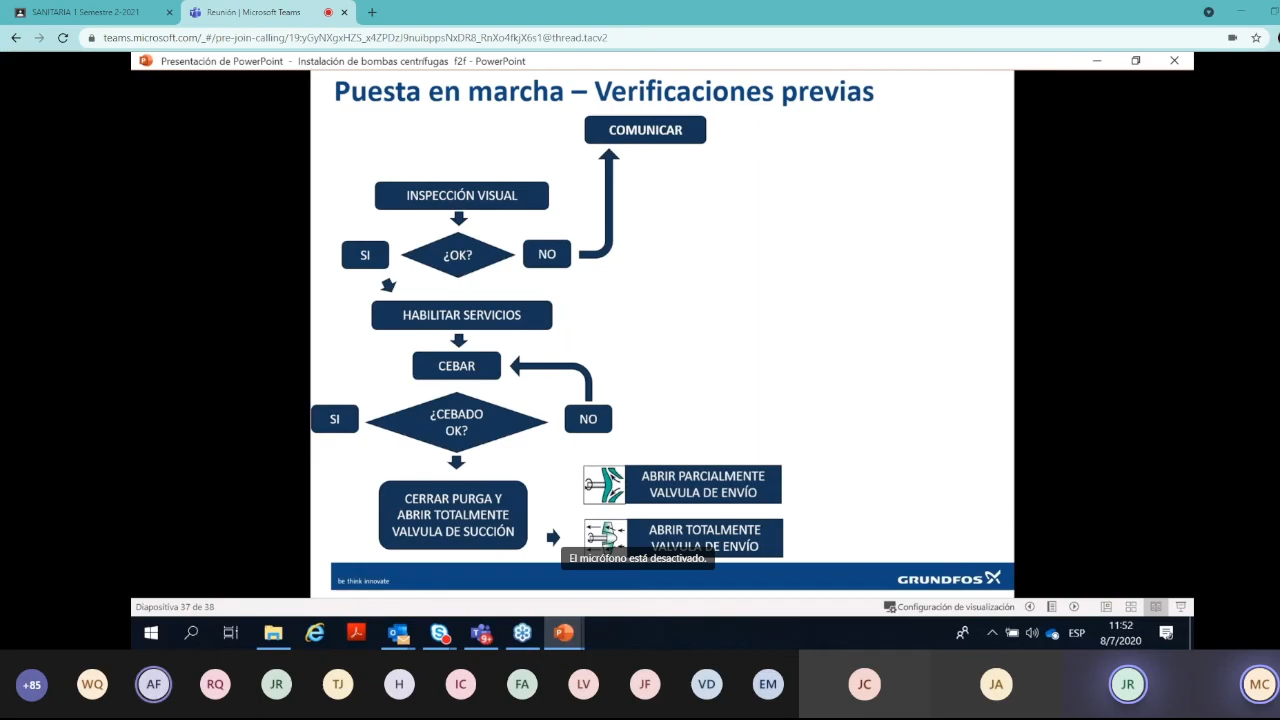 SANITARIA 1 Semestre 2-2021
Reunión | Microsoft Teams
teams.microsoft.com/_#/pre-join-calling/19:yGyNXgxHZS_x4ZPDzJ9nuibppsNxDR8_RnXo4fkjX6s1@thread.tacv2
Presentación de PowerPoint - Instalación de bombas centrífugas f2f - PowerPoint
Puesta en marcha – Verificaciones previas
COMUNICAR
INSPECCIÓN VISUAL
SI
¿OK?
NO
HABILITAR SERVICIOS
CEBAR
SI
¿CEBADO
OK?
NO
CERRAR PURGA Y
ABRIR TOTALMENTE
VALVULA DE SUCCIÓN
ABRIR PARCIALMENTE
VALVULA DE ENVÍO
ABRIR TOTALMENTE
VALVULA DE ENVÍO
El micrófono está desactivado.
be think innovate
GRUNDFOS
Diapositiva 37 de 38
Configuración de visualización
9+
ESP
11:52
8/7/2020
+85
WQ
AF
RQ
JR
TJ
H
IC
FA
LV
JF
VD
EM
JC
JA
JR
MC